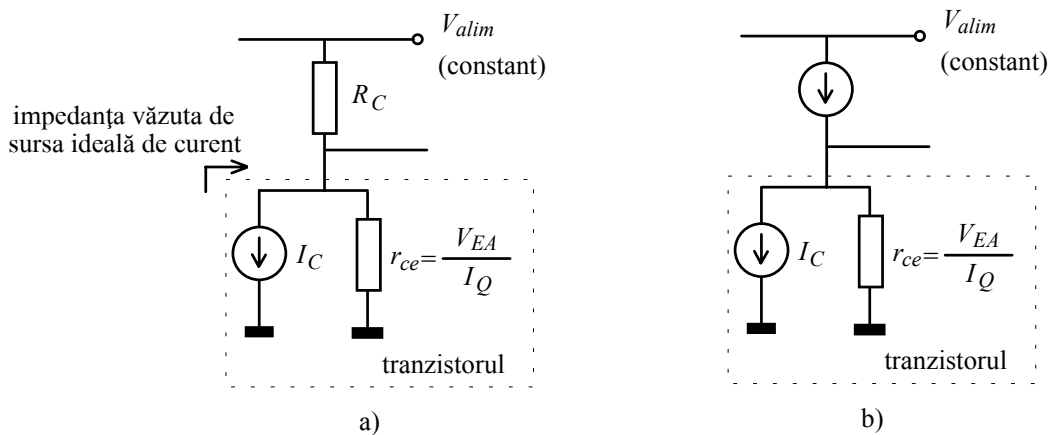 V_alim
(constant)
R_C
impedanţa văzuta de
sursa ideală de curent
I_C
r_ce= V_EA
I_Q
tranzistorul
a)
V_alim
(constant)
I_C
r_ce= V_EA
I_Q
tranzistorul
b)